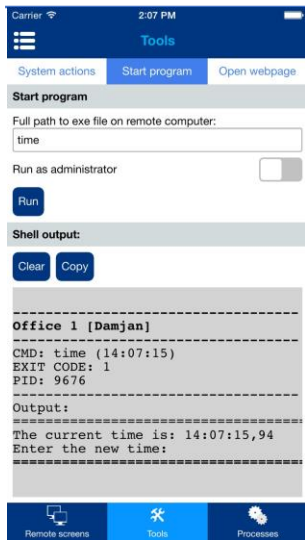 Carrier 2:07 PM
Tools
System actions Start program Open webpage
Start program
Full path to exe file on remote computer:
time
Run as administrator
Run
Shell output:
Clear Copy
--------------------------------
Office 1 [Damjan]
--------------------------------
CMD: time (14:07:15)
EXIT CODE: 1
PID: 9676
--------------------------------
Output:
================================
The current time is: 14:07:15,94
Enter the new time:
================================
Remote screens Tools Processes